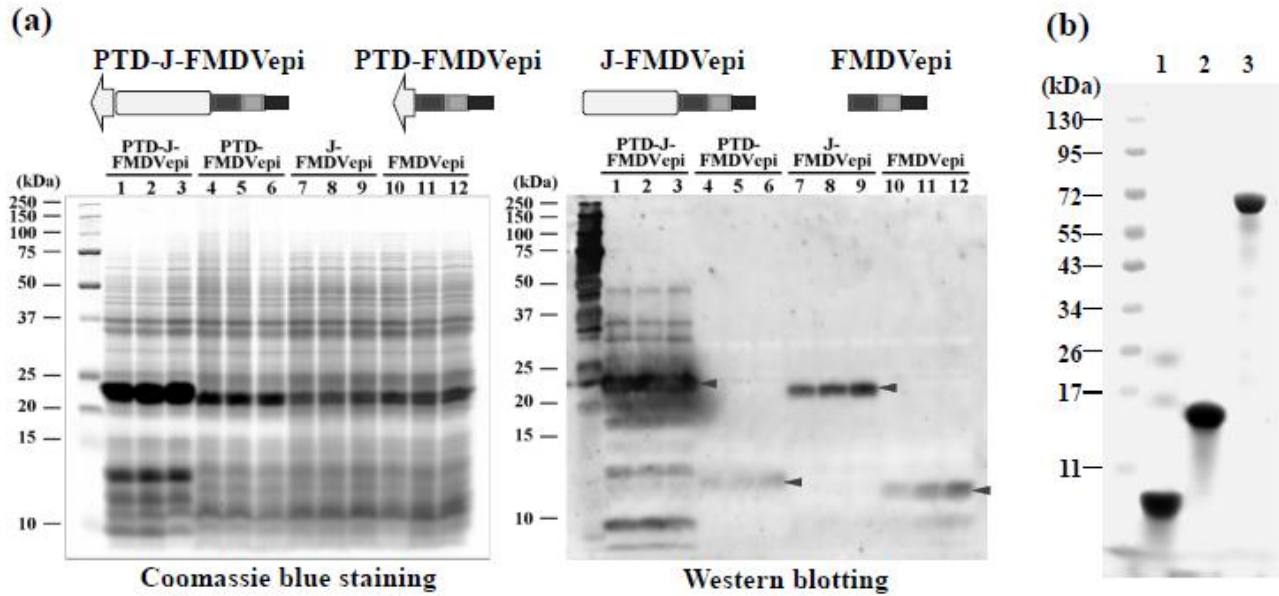 (a)
PTD-J-FMDVepi PTD-FMDVepi J-FMDVepi FMDVepi
PTD-J-
FMDVepi
PTD-
FMDVepi
J-
FMDVepi
FMDVepi
(kDa) 1 2 3 4 5 6 7 8 9 10 11 12
250
150
100
75
50
37
25
20
15
10
Coomassie blue staining
PTD-J-
FMDVepi
PTD-
FMDVepi
J-
FMDVepi
FMDVepi
(kDa) 1 2 3 4 5 6 7 8 9 10 11 12
250
150
100
75
50
37
25
20
15
10
Western blotting
(b)
1 2 3
(kDa)
130
95
72
55
43
34
26
17
11